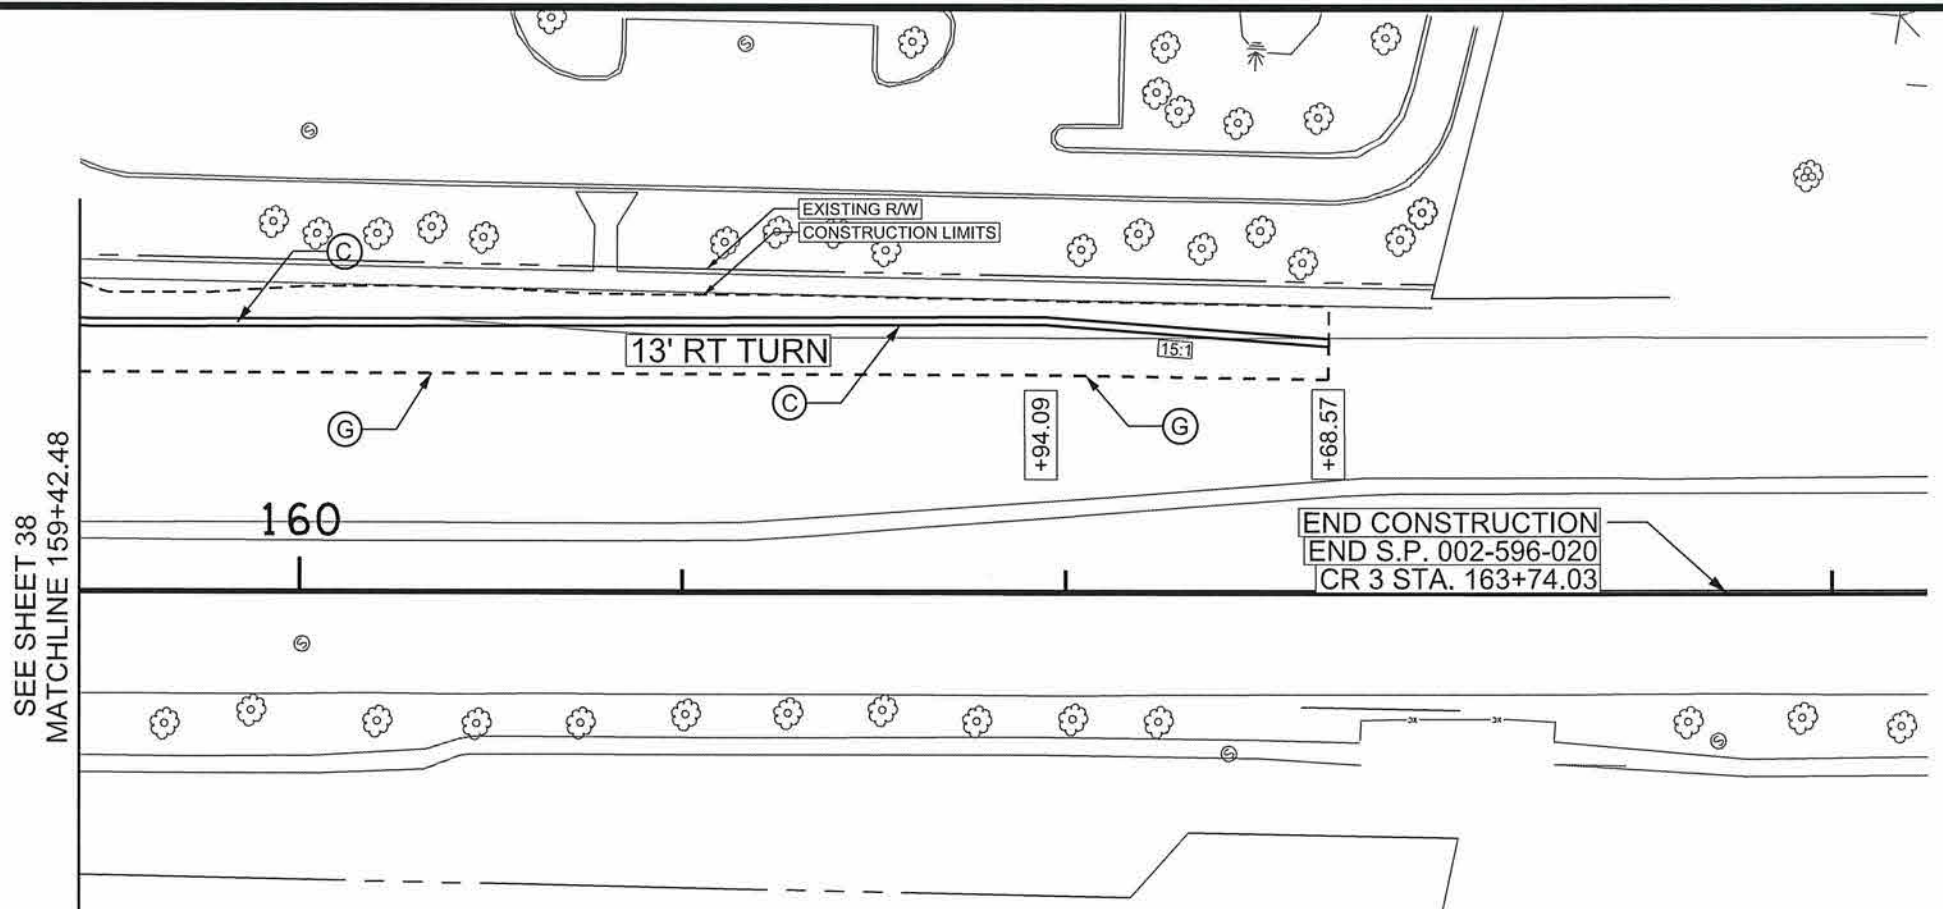 EXISTING R/W
CONSTRUCTION LIMITS
C
13' RT TURN
15:1
G
C
G
+94.09
+68.57
SEE SHEET 38
MATCHLINE 159+42.48
160
END CONSTRUCTION
END S.P. 002-596-020
CR 3 STA. 163+74.03
S
S
S
S
S